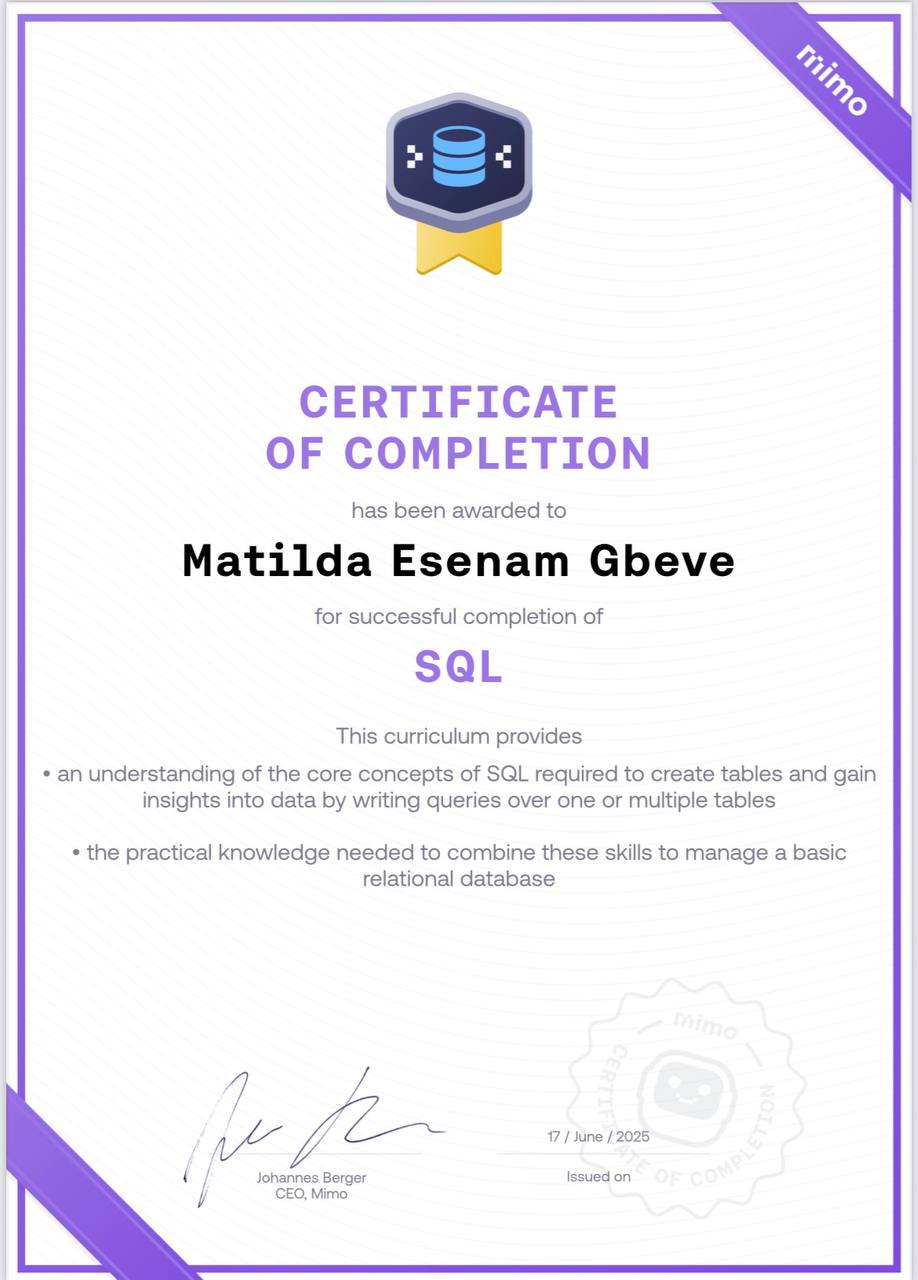 mimo
CERTIFICATE
OF COMPLETION
has been awarded to
Matilda Esenam Gbeve
for successful completion of
SQL
This curriculum provides
• an understanding of the core concepts of SQL required to create tables and gain
insights into data by writing queries over one or multiple tables
• the practical knowledge needed to combine these skills to manage a basic
relational database
mimo
CERTIFICATE OF COMPLETION
17 / June / 2025
Johannes Berger
CEO, Mimo
Issued on